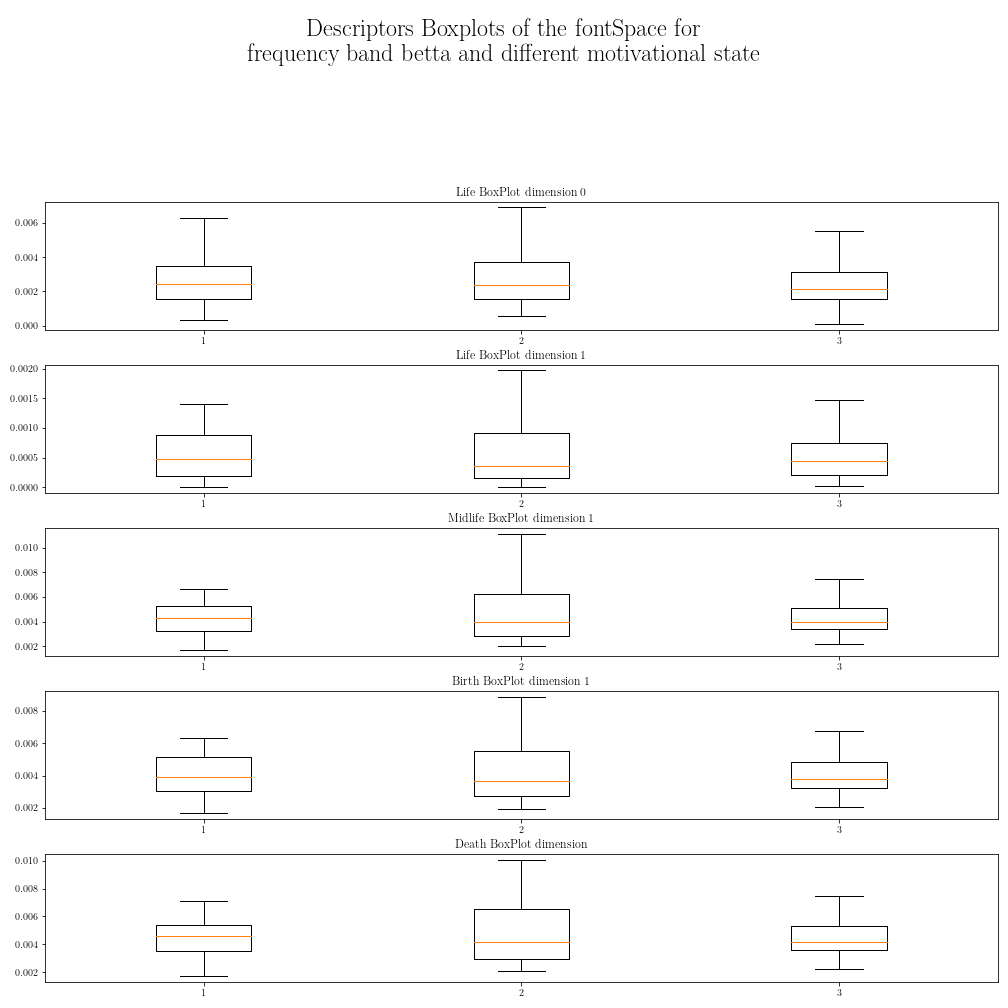 Descriptors Boxplots of the fontSpace for
frequency band betta and different motivational state
Life BoxPlot dimension 0
0.006
0.004
0.002
0.000
1 2 3
Life BoxPlot dimension 1
0.0020
0.0015
0.0010
0.0005
0.0000
1 2 3
Midlife BoxPlot dimension 1
0.010
0.008
0.006
0.004
0.002
1 2 3
Birth BoxPlot dimension 1
0.008
0.006
0.004
0.002
1 2 3
Death BoxPlot dimension
0.010
0.008
0.006
0.004
0.002
1 2 3